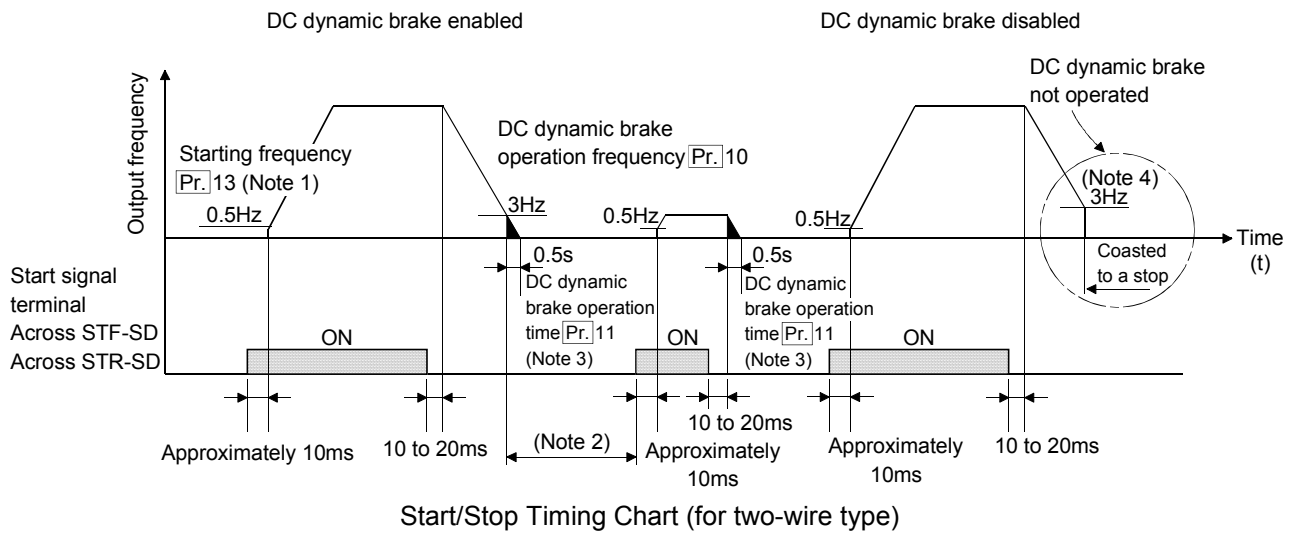 DC dynamic brake enabled
DC dynamic brake disabled
Output frequency
Starting frequency
Pr. 13 (Note 1)
0.5Hz
DC dynamic brake
operation frequency Pr. 10
3Hz
0.5Hz
0.5Hz
DC dynamic brake
not operated
(Note 4)
3Hz
Time
(t)
Coasted
to a stop
0.5s
DC dynamic
brake operation
time Pr. 11
(Note 3)
0.5s
DC dynamic
brake operation
time Pr. 11
(Note 3)
Start signal
terminal
Across STF-SD
Across STR-SD
ON
ON
ON
Approximately 10ms
10 to 20ms
(Note 2)
10 to 20ms
Approximately
10ms
Approximately
10ms
10 to 20ms
Start/Stop Timing Chart (for two-wire type)